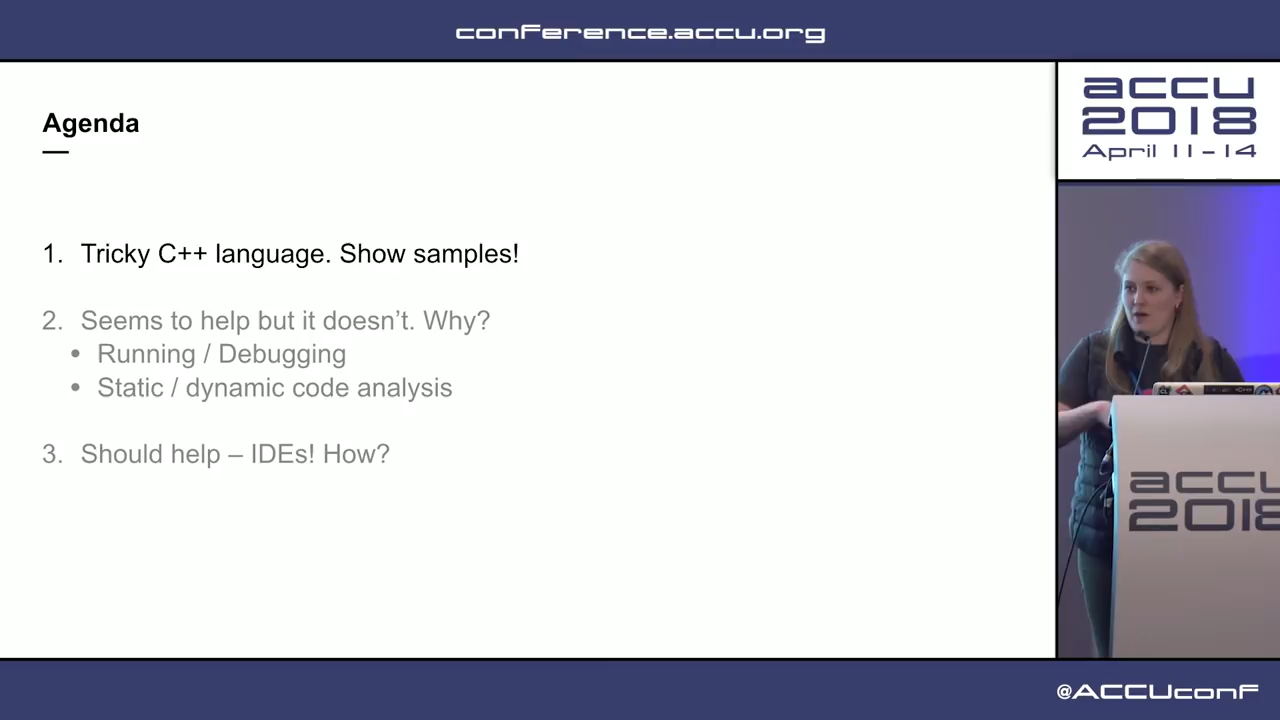 conference.accu.org
accu
2018
April 11-14
Agenda
1. Tricky C++ language. Show samples!
2. Seems to help but it doesn't. Why?
• Running / Debugging
• Static / dynamic code analysis
3. Should help – IDEs! How?
accu
2018
@ACCUconf